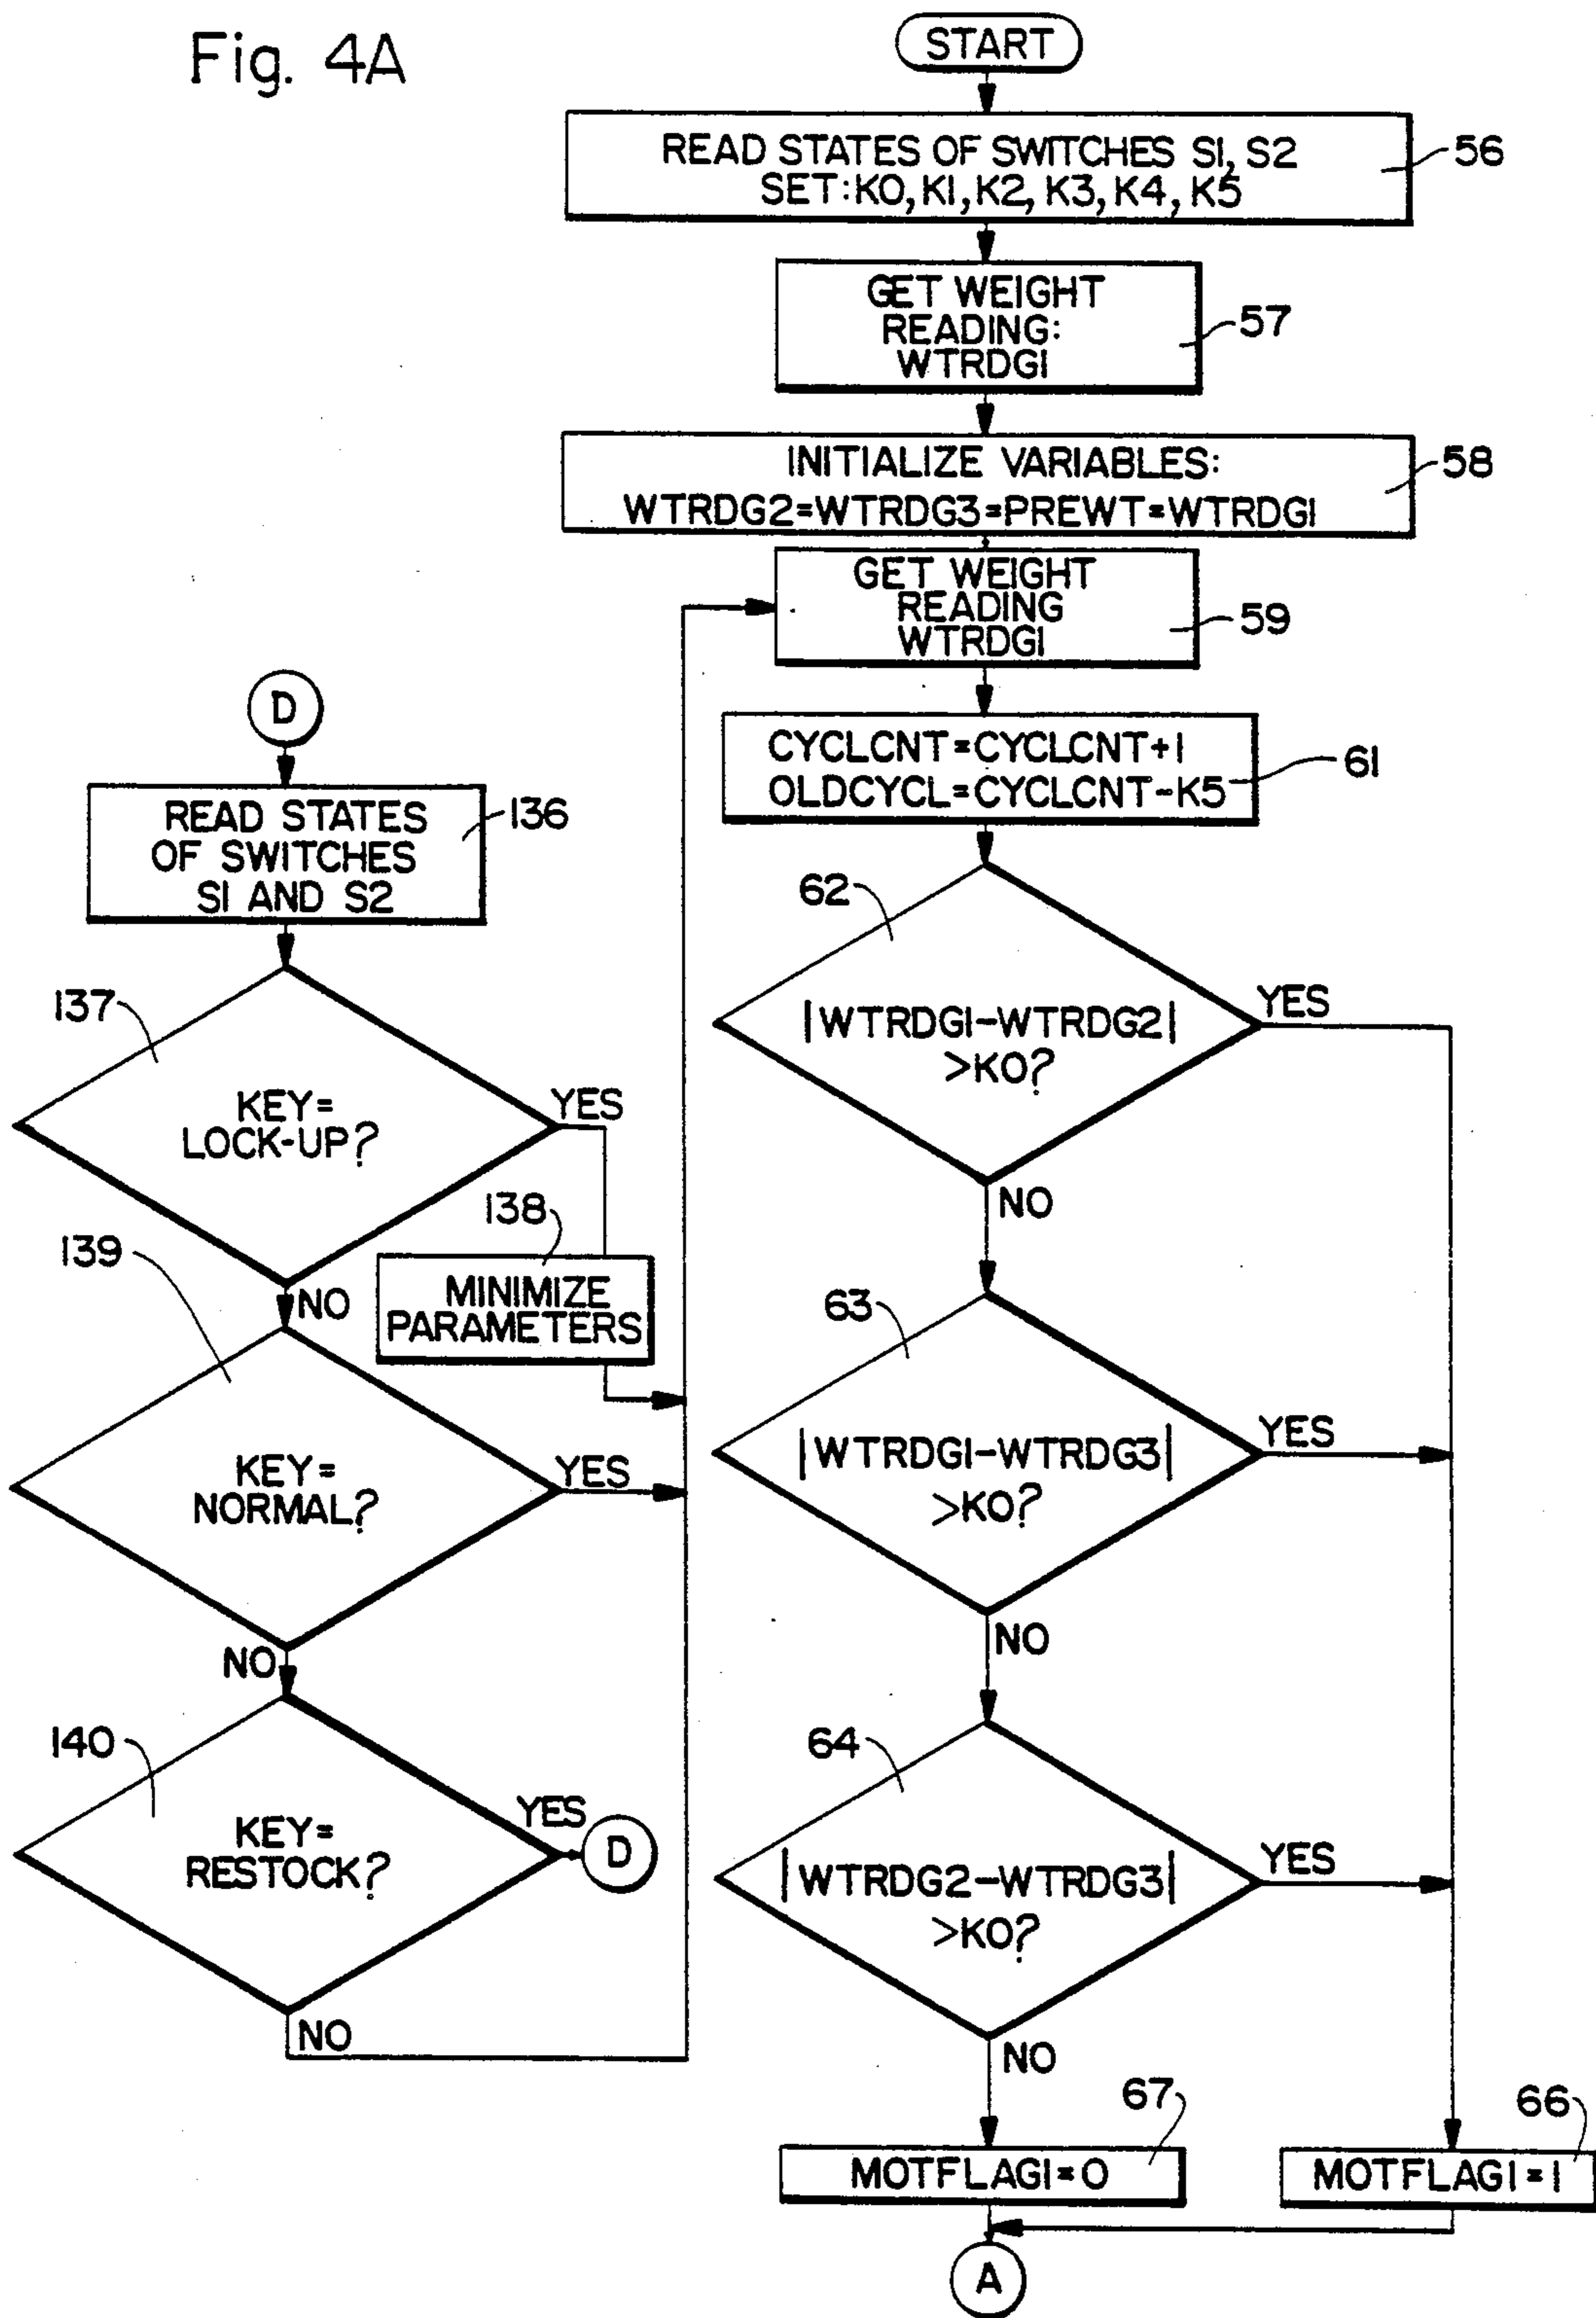 Fig. 4A
START
READ STATES OF SWITCHES S1, S2
SET:K0, K1, K2, K3, K4, K5
56
GET WEIGHT
READING:
WTRDG1
57
INITIALIZE VARIABLES:
WTRDG2=WTRDG3=PREWT=WTRDG1
58
GET WEIGHT
READING
WTRDG1
59
CYCLCNT=CYCLCNT+1
OLDCYCL=CYCLCNT-K5
61
62
|WTRDG1-WTRDG2|
>K0?
YES
NO
63
|WTRDG1-WTRDG3|
>K0?
YES
NO
64
|WTRDG2-WTRDG3|
>K0?
YES
NO
67
MOTFLAG1=0
66
MOTFLAG1=1
A
D
READ STATES
OF SWITCHES
S1 AND S2
136
137
KEY=
LOCK-UP?
YES
NO
138
MINIMIZE
PARAMETERS
139
KEY=
NORMAL?
YES
NO
140
KEY=
RESTOCK?
YES
D
NO